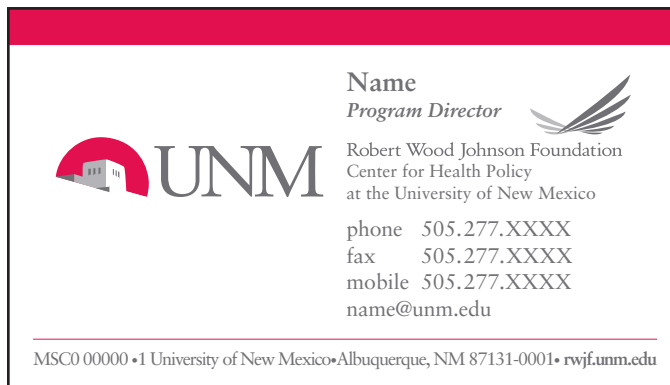 UNM
Name
Program Director
Robert Wood Johnson Foundation
Center for Health Policy
at the University of New Mexico
phone 505.277.XXXX
fax 505.277.XXXX
mobile 505.277.XXXX
name@unm.edu
MSC0 00000 •1 University of New Mexico•Albuquerque, NM 87131-0001• rwjf.unm.edu